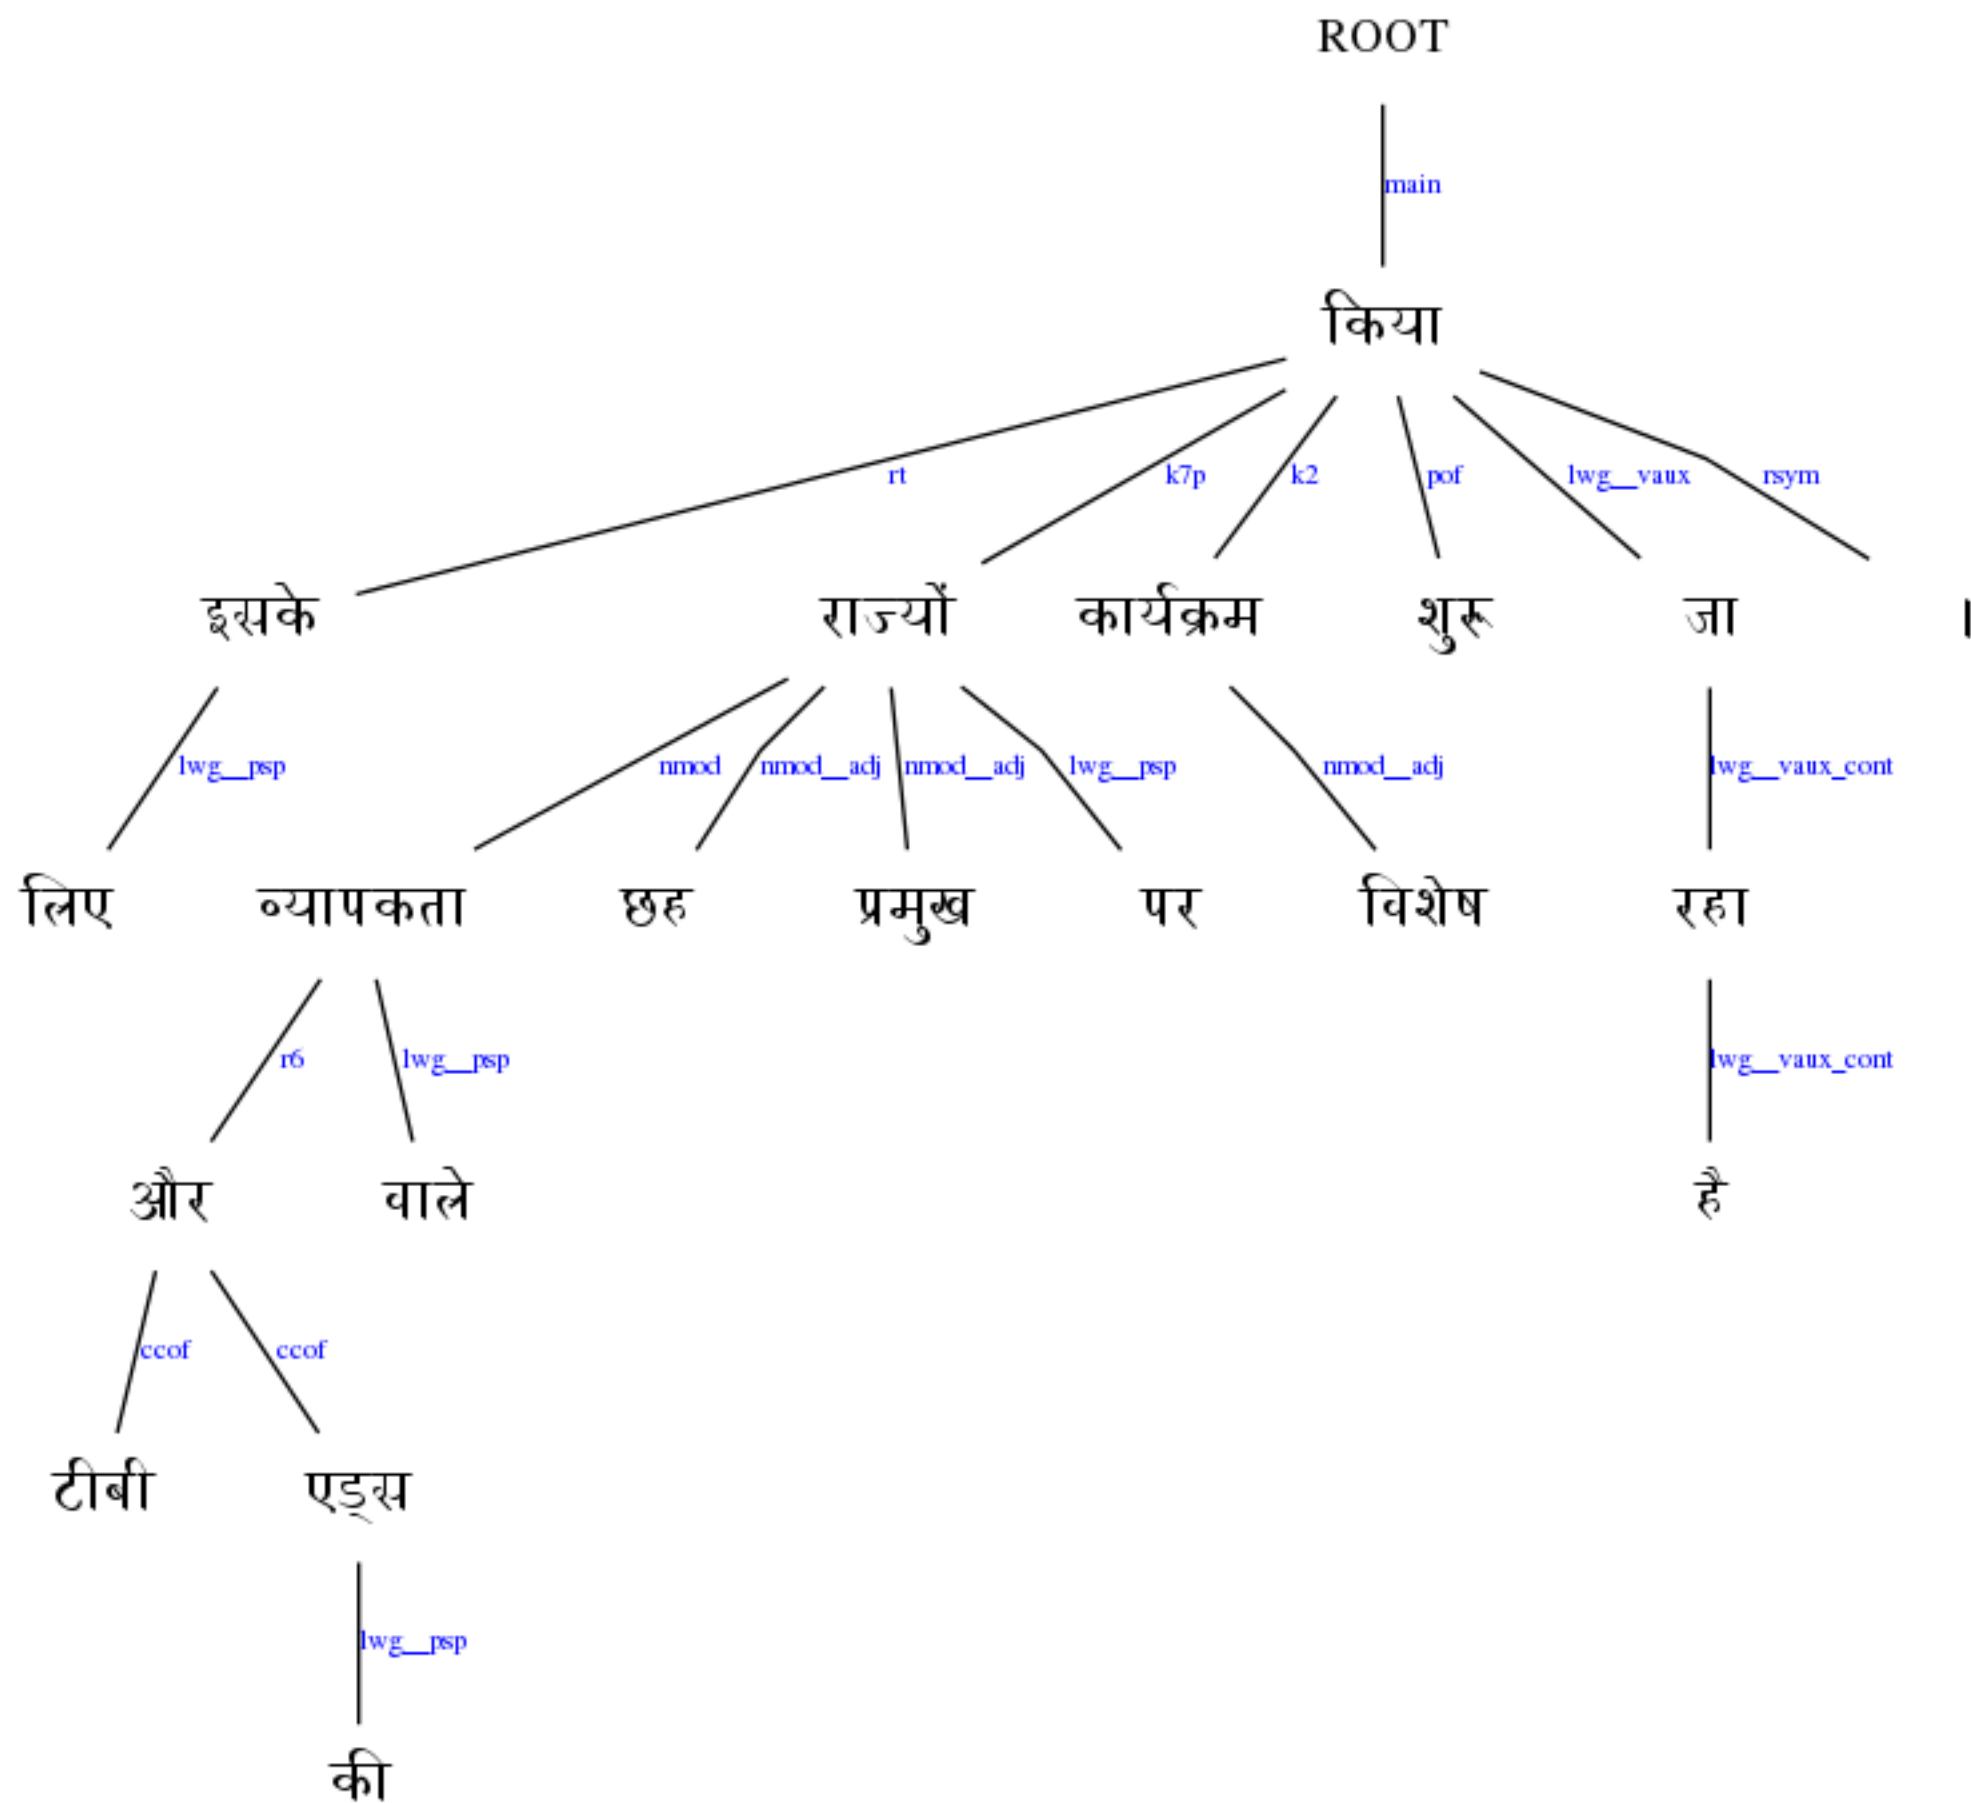 ROOT
main
किया
rt k7p k2 pof lwg__vaux rsym
इसके राज्यों कार्यक्रम शुरू जा ।
lwg__psp nmod nmod__adj nmod__adj lwg__psp nmod__adj lwg__vaux_cont
लिए व्यापकता छह प्रमुख पर विशेष रहा
r6 lwg__psp lwg__vaux_cont
और वाले है
ccof ccof
टीबी एड्स
lwg__psp
की